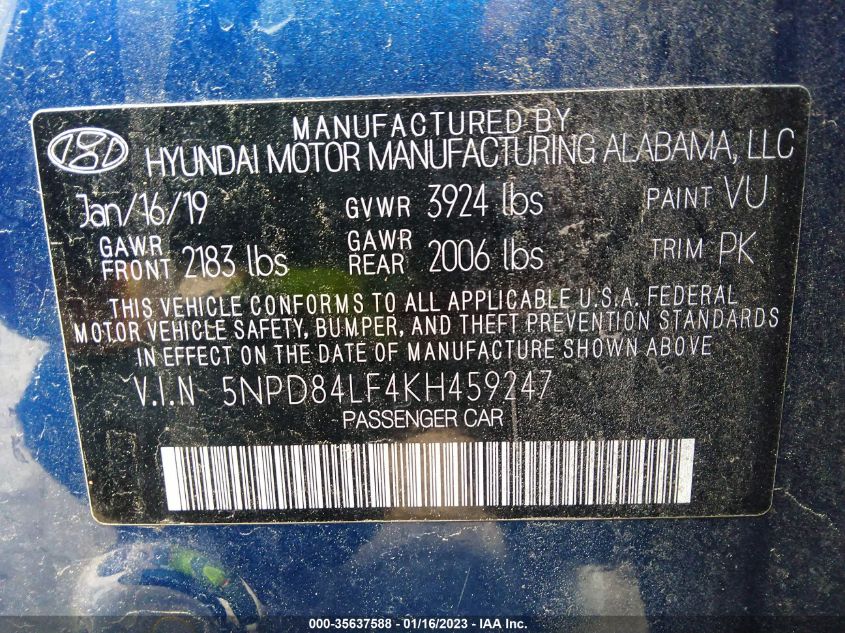 MANUFACTURED BY
HYUNDAI MOTOR MANUFACTURING ALABAMA, LLC
Jan/16/19 GVWR 3924 lbs PAINT VU
GAWR FRONT 2183 lbs GAWR REAR 2006 lbs TRIM PK
THIS VEHICLE CONFORMS TO ALL APPLICABLE U.S.A. FEDERAL
MOTOR VEHICLE SAFETY, BUMPER, AND THEFT PREVENTION STANDARDS
IN EFFECT ON THE DATE OF MANUFACTURE SHOWN ABOVE
V.I.N 5NPD84LF4KH459247
PASSENGER CAR
000-35637588 - 01/16/2023 - IAA Inc.